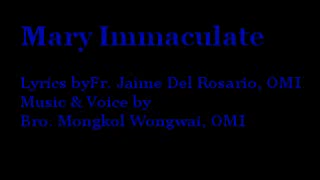 Mary Immaculate
Lyrics byFr. Jaime Del Rosario, OMI
Music & Voice by
Bro. Mongkol Wongwai, OMI